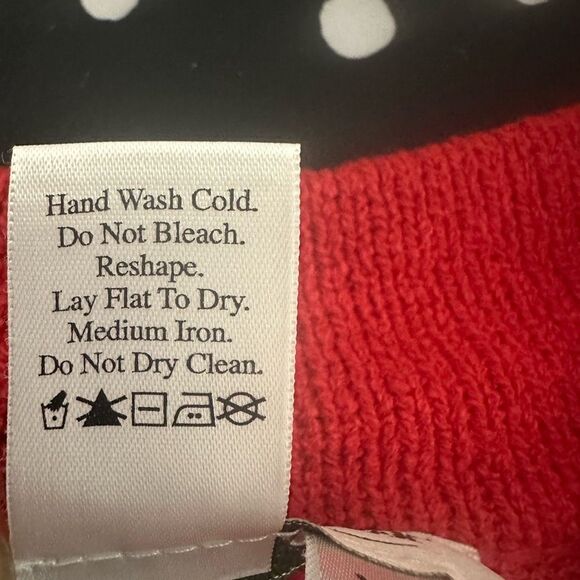 Hand Wash Cold.
Do Not Bleach.
Reshape.
Lay Flat To Dry.
Medium Iron.
Do Not Dry Clean.